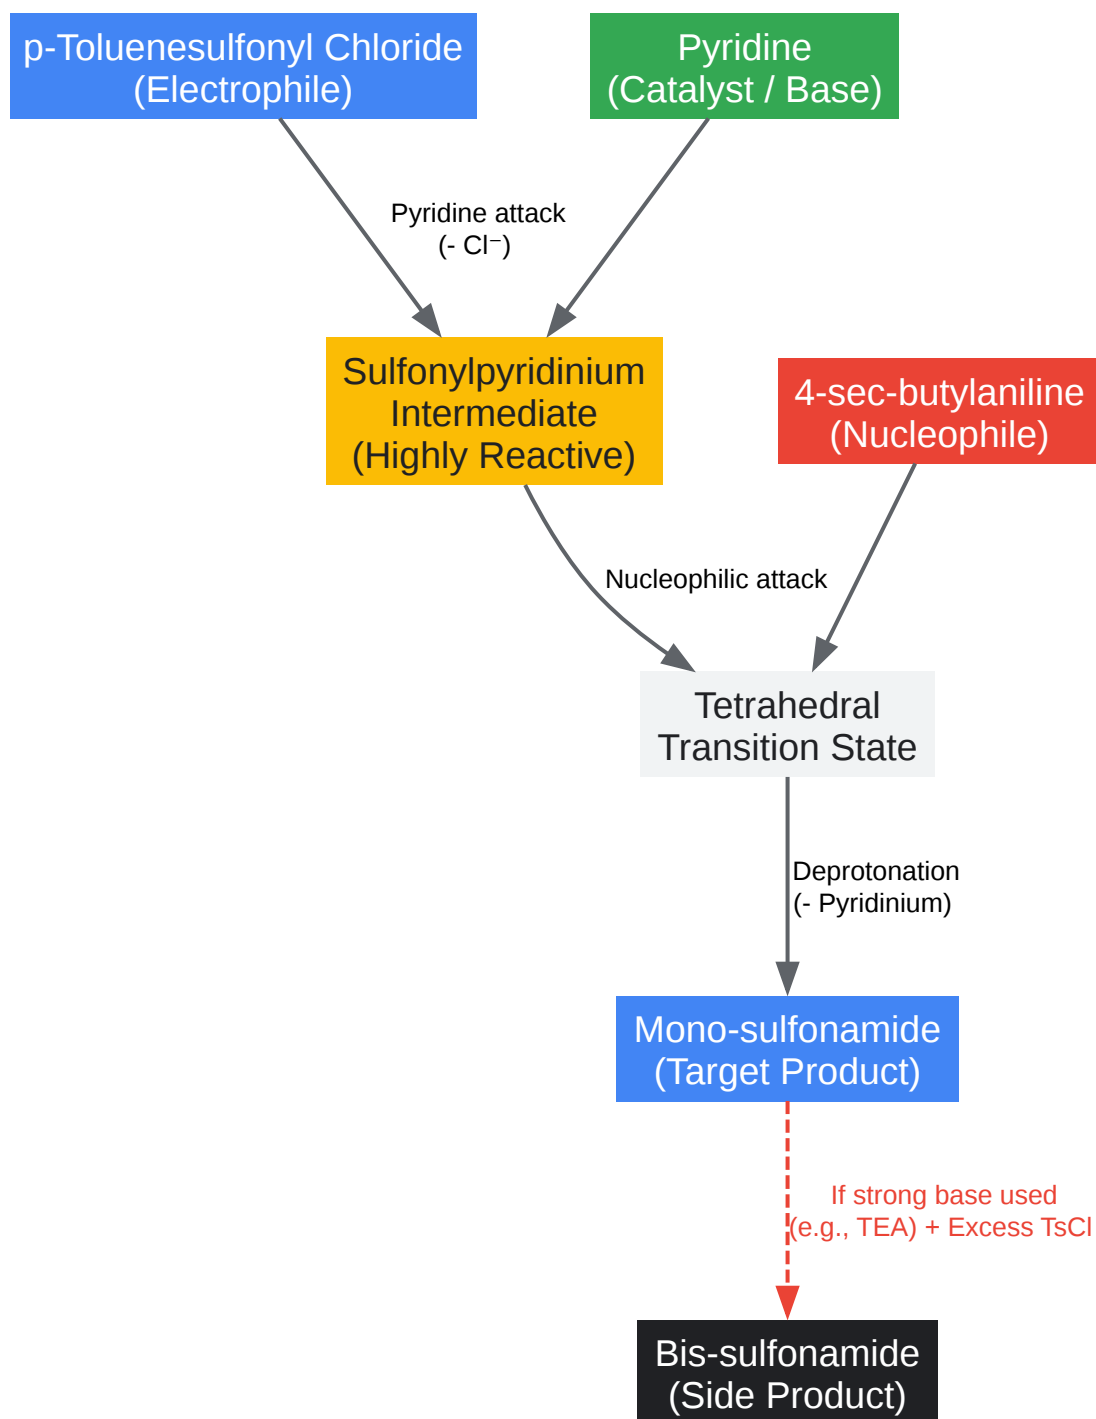 p-Toluenesulfonyl Chloride
(Electrophile)
Pyridine
(Catalyst / Base)
Pyridine attack
(- Cl⁻)
Sulfonylpyridinium
Intermediate
(Highly Reactive)
4-sec-butylaniline
(Nucleophile)
Nucleophilic attack
Tetrahedral
Transition State
Deprotonation
(- Pyridinium)
Mono-sulfonamide
(Target Product)
If strong base used
(e.g., TEA) + Excess TsCl
Bis-sulfonamide
(Side Product)